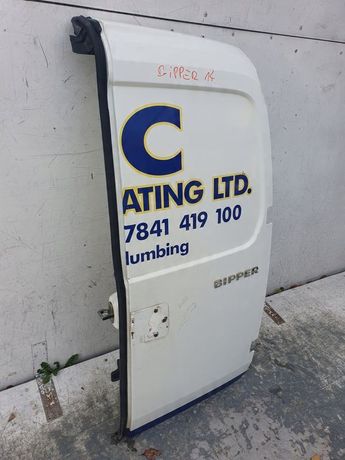 BIPPER 14
C
ATING LTD.
7841 419 100
lumbing
BIPPER